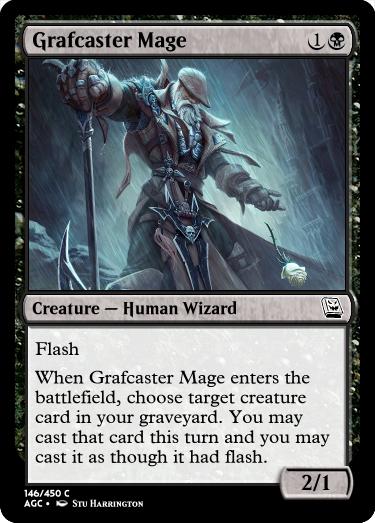 Grafcaster Mage 1
Creature — Human Wizard
Flash
When Grafcaster Mage enters the
battlefield, choose target creature
card in your graveyard. You may
cast that card this turn and you may
cast it as though it had flash.
2/1
146/450 C
AGC • Stu Harrington